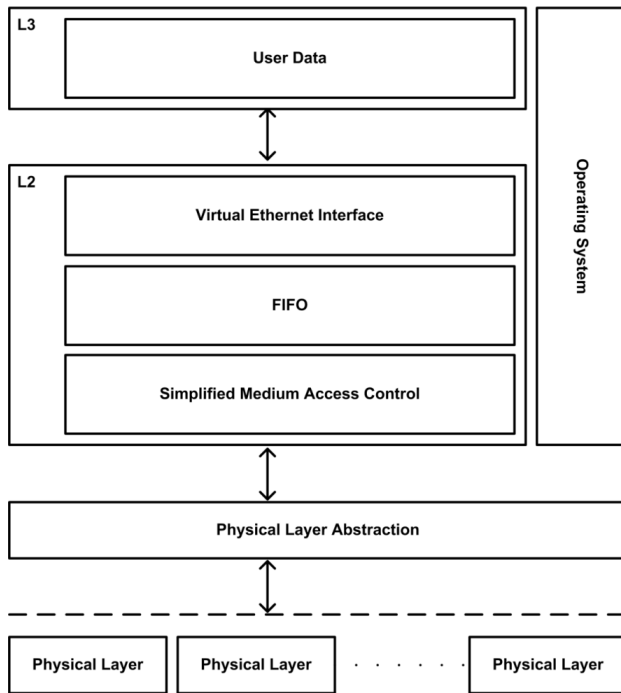 L3
User Data
L2
Virtual Ethernet Interface
FIFO
Simplified Medium Access Control
Operating System
Physical Layer Abstraction
Physical Layer
Physical Layer
. . . . . .
Physical Layer